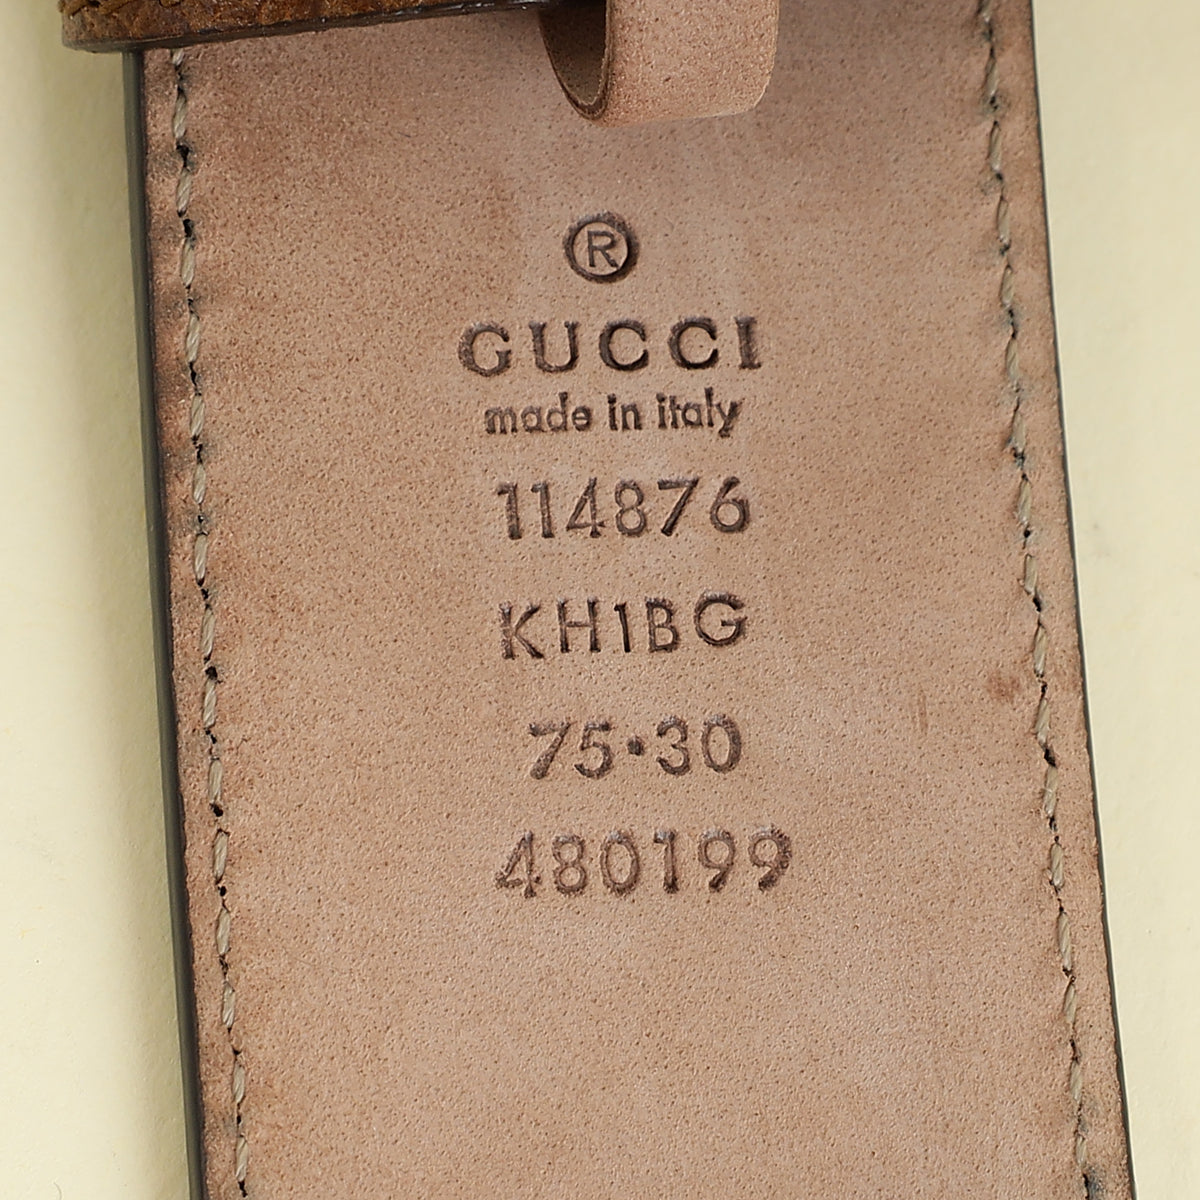 ®
GUCCI
made in italy
114876
KH1BG
75·30
480199